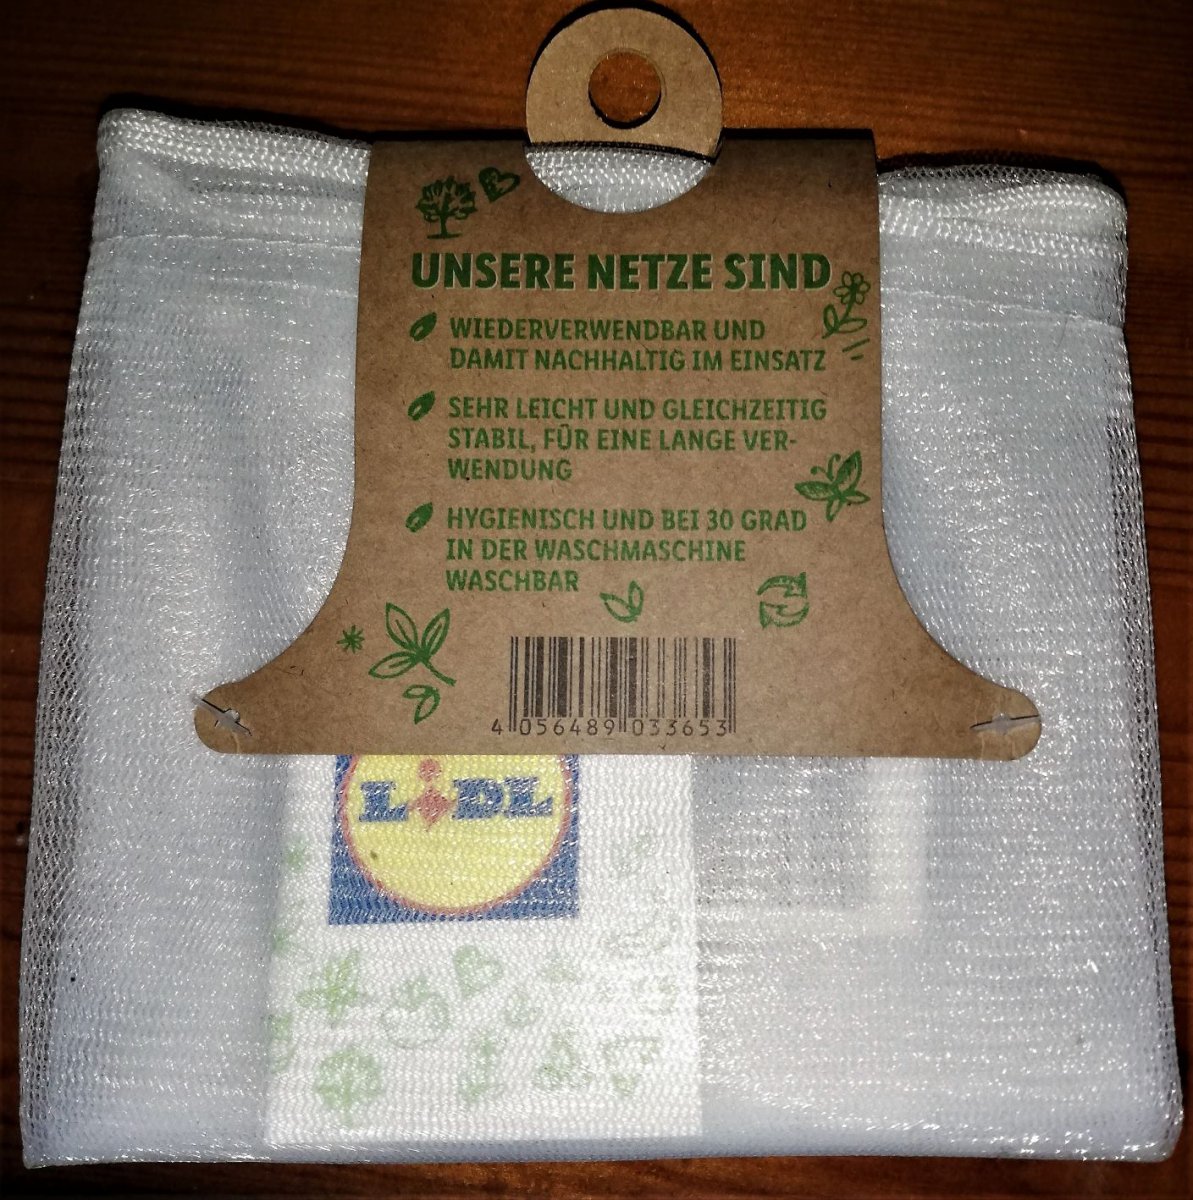 UNSERE NETZE SIND
WIEDERVERWENDBAR UND
DAMIT NACHHALTIG IM EINSATZ
SEHR LEICHT UND GLEICHZEITIG
STABIL, FÜR EINE LANGE VER-
WENDUNG
HYGIENISCH UND BEI 30 GRAD
IN DER WASCHMASCHINE
WASCHBAR
4 056489 033653
LIDL